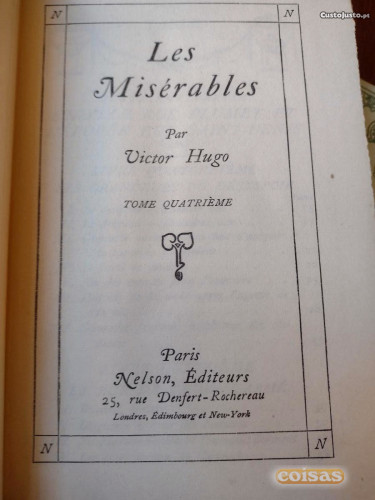 CustoJusto.pt
N N
Les
Misérables
Par
Victor Hugo
TOME QUATRIÈME
Paris
Nelson, Éditeurs
25, rue Denfert-Rochereau
Londres, Édimbourg et New-York
N N
coisas